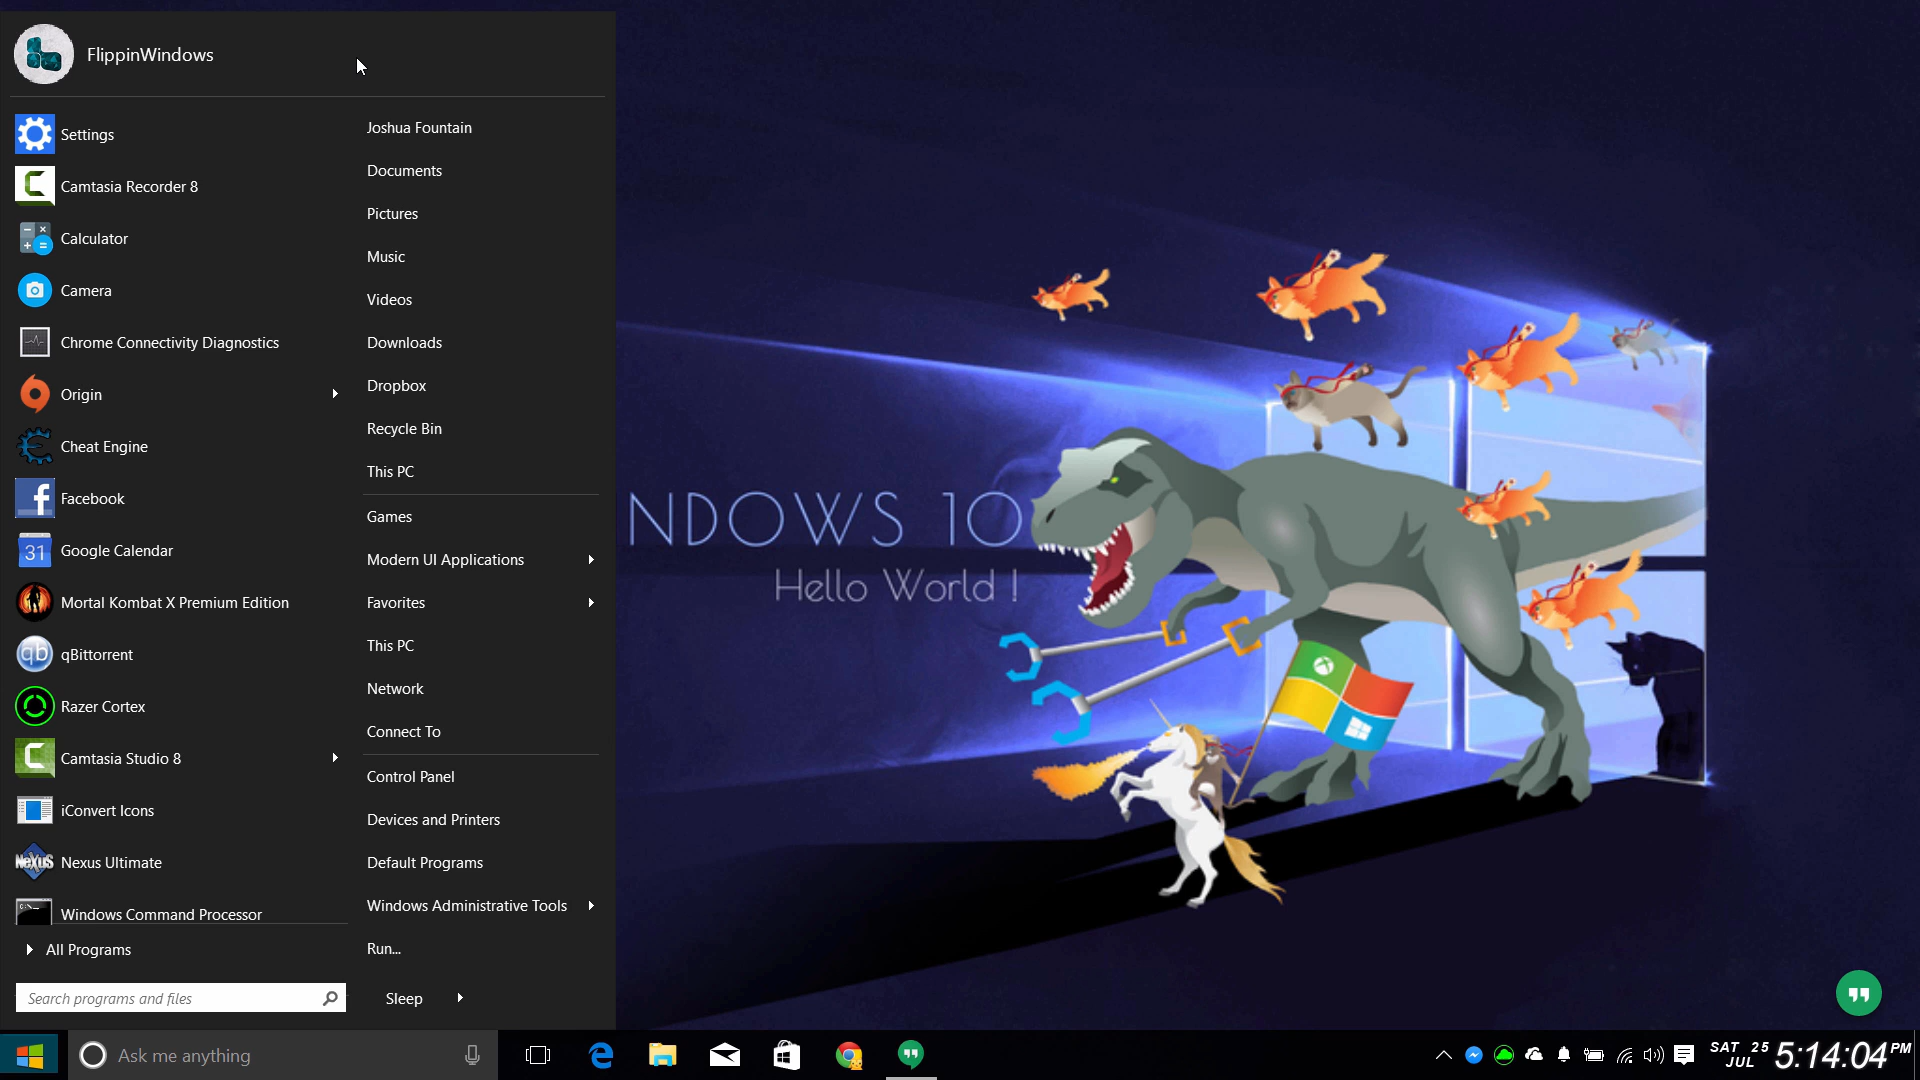 FlippinWindows
Settings
Camtasia Recorder 8
Calculator
Camera
Chrome Connectivity Diagnostics
Origin
Cheat Engine
Facebook
31
Google Calendar
Mortal Kombat X Premium Edition
qb
qBittorrent
Razer Cortex
Camtasia Studio 8
iConvert Icons
NeXuS
Nexus Ultimate
Windows Command Processor
All Programs
Search programs and files
Joshua Fountain
Documents
Pictures
Music
Videos
Downloads
Dropbox
Recycle Bin
This PC
Games
Modern UI Applications
Favorites
This PC
Network
Connect To
Control Panel
Devices and Printers
Default Programs
Windows Administrative Tools
Run...
Sleep
NDOWS 10
Hello World !
Ask me anything
SAT 25
JUL
5:14:04 PM